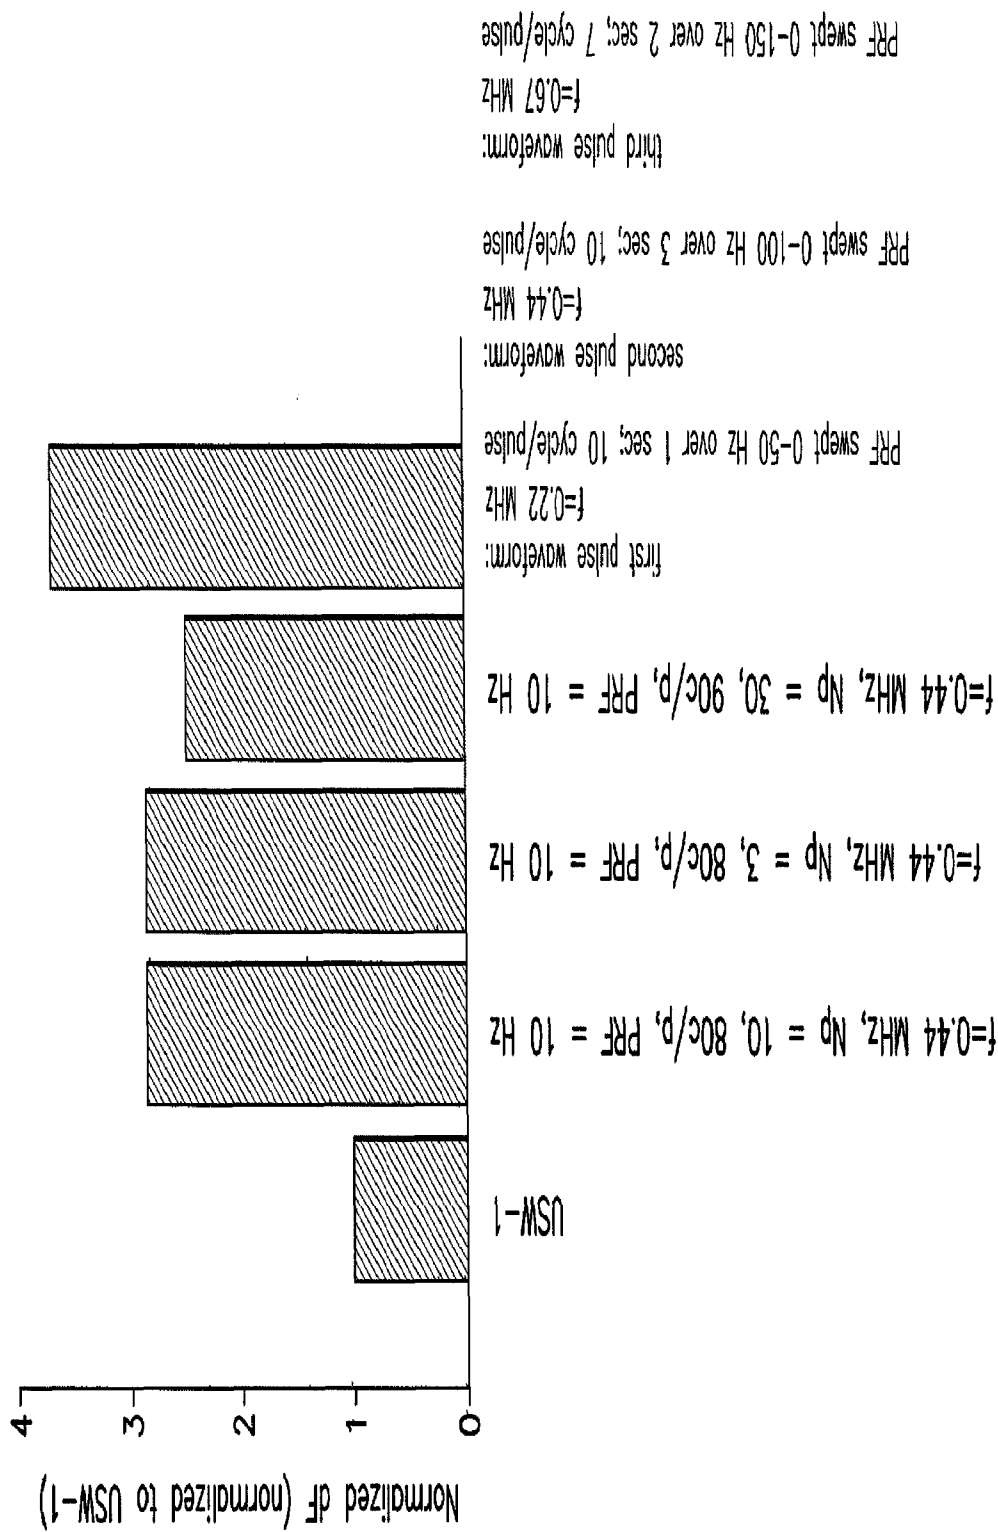 Normalized dF (normalized to USW-1)
4
3
2
1
0
USW-1
f=0.44 MHz, Np = 10, 80c/p, PRF = 10 Hz
f=0.44 MHz, Np = 3, 80c/p, PRF = 10 Hz
f=0.44 MHz, Np = 30, 90c/p, PRF = 10 Hz
first pulse waveform:
f=0.22 MHz
PRF swept 0-50 Hz over 1 sec; 10 cycle/pulse
second pulse waveform:
f=0.44 MHz
PRF swept 0-100 Hz over 3 sec; 10 cycle/pulse
third pulse waveform:
f=0.67 MHz
PRF swept 0-150 Hz over 2 sec; 7 cycle/pulse